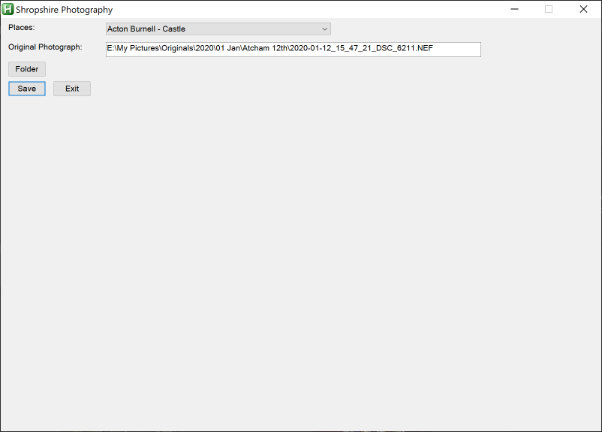 Shropshire Photography
Places: Acton Burnell - Castle
Original Photograph: E:\My Pictures\Originals\2020\01 Jan\Atcham 12th\2020-01-12_15_47_21_DSC_6211.NEF
Folder
Save Exit